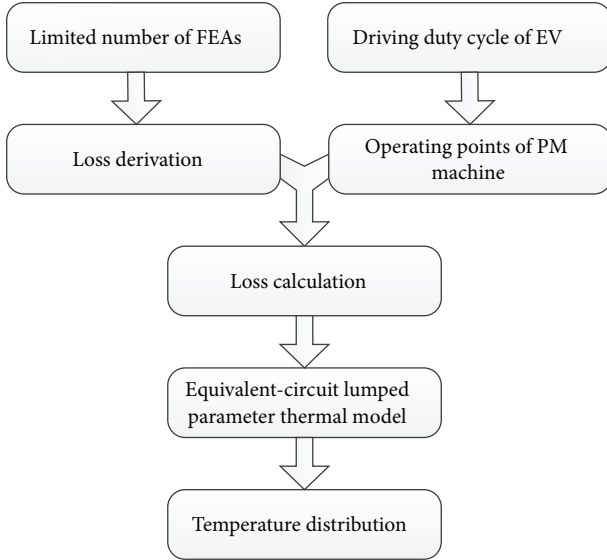 Limited number of FEAs
Driving duty cycle of EV
Loss derivation
Operating points of PM
machine
Loss calculation
Equivalent-circuit lumped
parameter thermal model
Temperature distribution